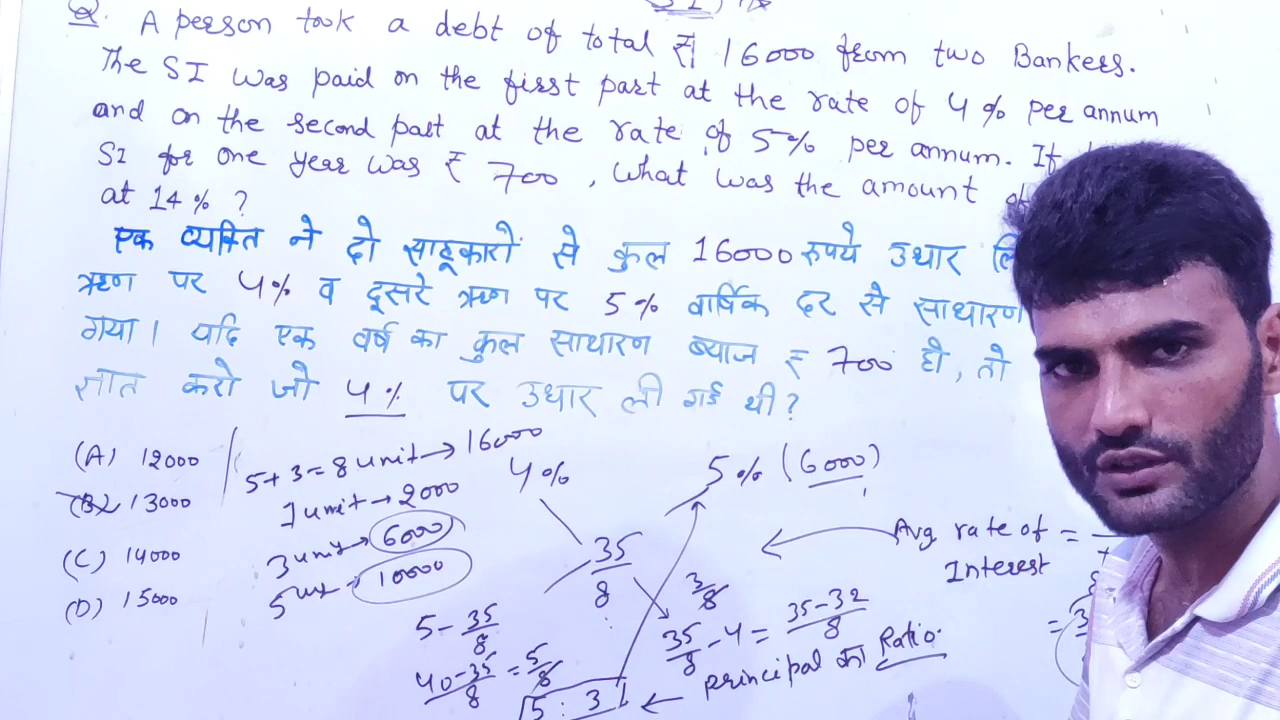 Q. A person took a debt of total ₹ 16000 from two Bankers.
The SI was paid on the first part at the rate of 4% per annum
and on the second part at the rate of 5% per annum. If
SI for one year was ₹ 700, What was the amount of
at 14% ?
एक व्यक्ति ने दो साहूकारों से कुल 16000 रुपये उधार लि
ऋण पर 4% व दूसरे ऋण पर 5% वार्षिक दर से साधारण
गया। यदि एक वर्ष का कुल साधारण ब्याज ₹ 700 हो, तो
ज्ञात करो जो 4% पर उधार ली गई थी?
(A) 12000
(B) 13000
(C) 14000
(D) 15000
5+3=8 unit → 16000
1 unit → 2000
3 unit → 6000
5 unit → 10000
4% 5% (6000)
35/8
5 - 35/8
40-35/8 = 5/8
3/8
35/8 - 4 = 35-32/8
5 : 3 ← principal का Ratio.
Avg rate of =
Interest